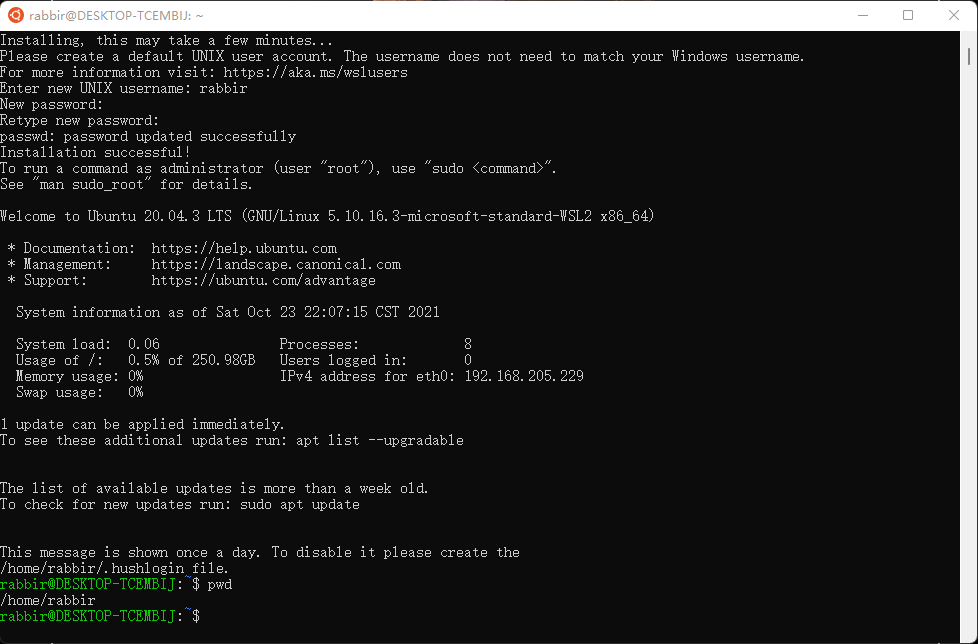 rabbir@DESKTOP-TCEMBIJ: ~
Installing, this may take a few minutes...
Please create a default UNIX user account. The username does not need to match your Windows username.
For more information visit: https://aka.ms/wslusers
Enter new UNIX username: rabbir
New password:
Retype new password:
passwd: password updated successfully
Installation successful!
To run a command as administrator (user "root"), use "sudo <command>".
See "man sudo_root" for details.
Welcome to Ubuntu 20.04.3 LTS (GNU/Linux 5.10.16.3-microsoft-standard-WSL2 x86_64)
* Documentation:  https://help.ubuntu.com
* Management:     https://landscape.canonical.com
* Support:        https://ubuntu.com/advantage
System information as of Sat Oct 23 22:07:15 CST 2021
System load:  0.06               Processes:             8
Usage of /:   0.5% of 250.98GB   Users logged in:       0
Memory usage: 0%                 IPv4 address for eth0: 192.168.205.229
Swap usage:   0%
1 update can be applied immediately.
To see these additional updates run: apt list --upgradable
The list of available updates is more than a week old.
To check for new updates run: sudo apt update
This message is shown once a day. To disable it please create the
/home/rabbir/.hushlogin file.
rabbir@DESKTOP-TCEMBIJ:~$ pwd
/home/rabbir
rabbir@DESKTOP-TCEMBIJ:~$